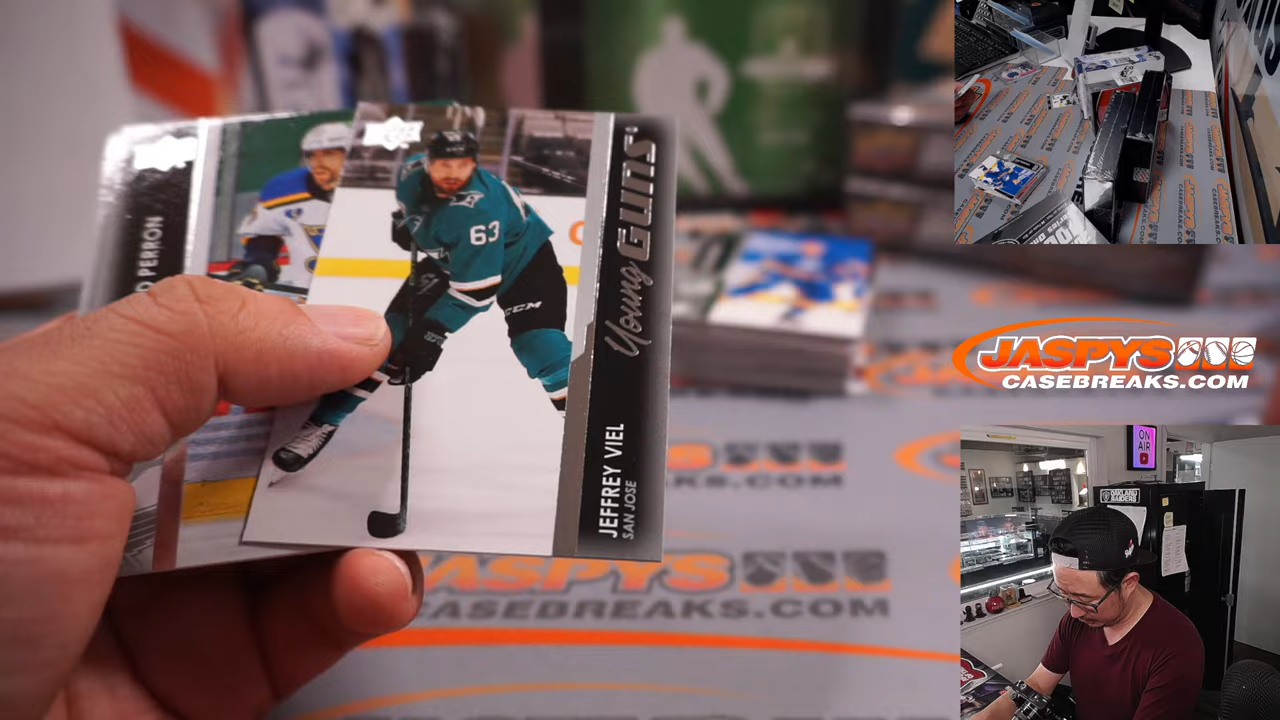 D PERRON
63
CCM
Young GUNS
JEFFREY VIEL
SAN JOSE
JASPYS
CASEBREAKS.COM
JASPYS
CASEBREAKS.COM
ON
AIR
OAKLAND
RAIDERS